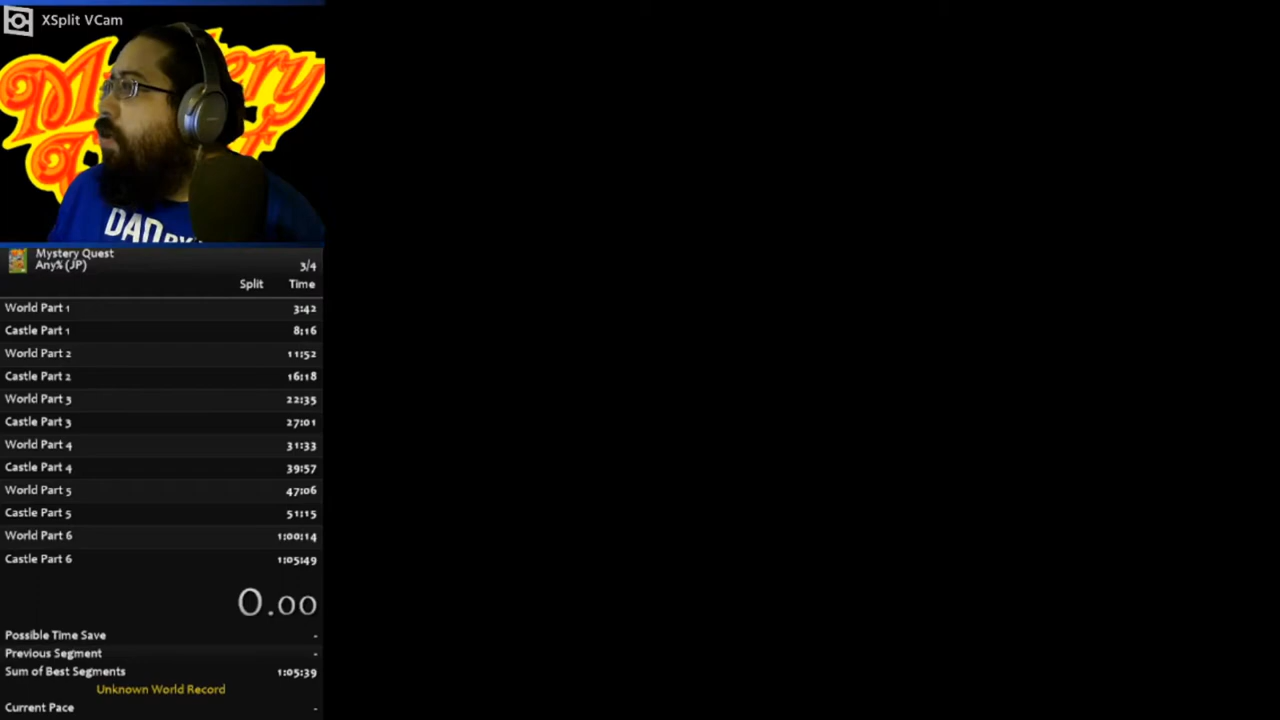 XSplit VCam
Mystery
DAD
Mystery Quest
Any% (JP)
3/4
Split Time
World Part 1 3:42
Castle Part 1 8:16
World Part 2 11:52
Castle Part 2 16:18
World Part 3 22:35
Castle Part 3 27:01
World Part 4 31:33
Castle Part 4 39:57
World Part 5 47:06
Castle Part 5 51:15
World Part 6 1:00:14
Castle Part 6 1:05:49
0.00
Possible Time Save -
Previous Segment -
Sum of Best Segments 1:05:39
Unknown World Record
Current Pace -